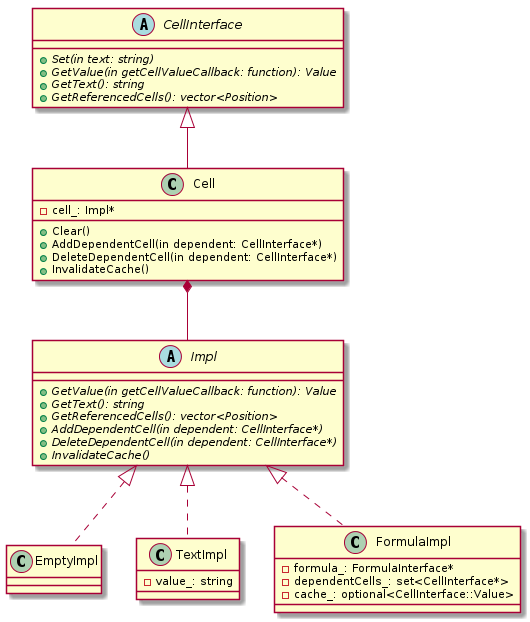 A CellInterface
Set(in text: string)
GetValue(in getCellValueCallback: function): Value
GetText(): string
GetReferencedCells(): vector<Position>
C Cell
cell_: Impl*
Clear()
AddDependentCell(in dependent: CellInterface*)
DeleteDependentCell(in dependent: CellInterface*)
InvalidateCache()
A Impl
GetValue(in getCellValueCallback: function): Value
GetText(): string
GetReferencedCells(): vector<Position>
AddDependentCell(in dependent: CellInterface*)
DeleteDependentCell(in dependent: CellInterface*)
InvalidateCache()
C EmptyImpl
C TextImpl
value_: string
C FormulaImpl
formula_: FormulaInterface*
dependentCells_: set<CellInterface*>
cache_: optional<CellInterface::Value>